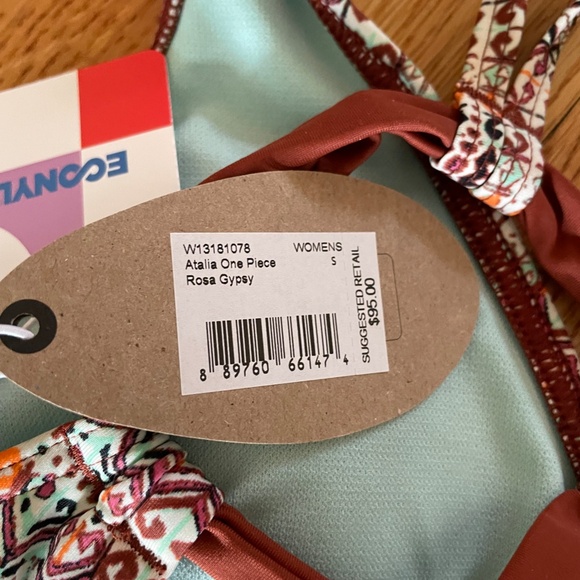 ECONYL
W13181078 WOMENS
Atalia One Piece S
Rosa Gypsy
SUGGESTED RETAIL
$95.00
8 89760 66147 4